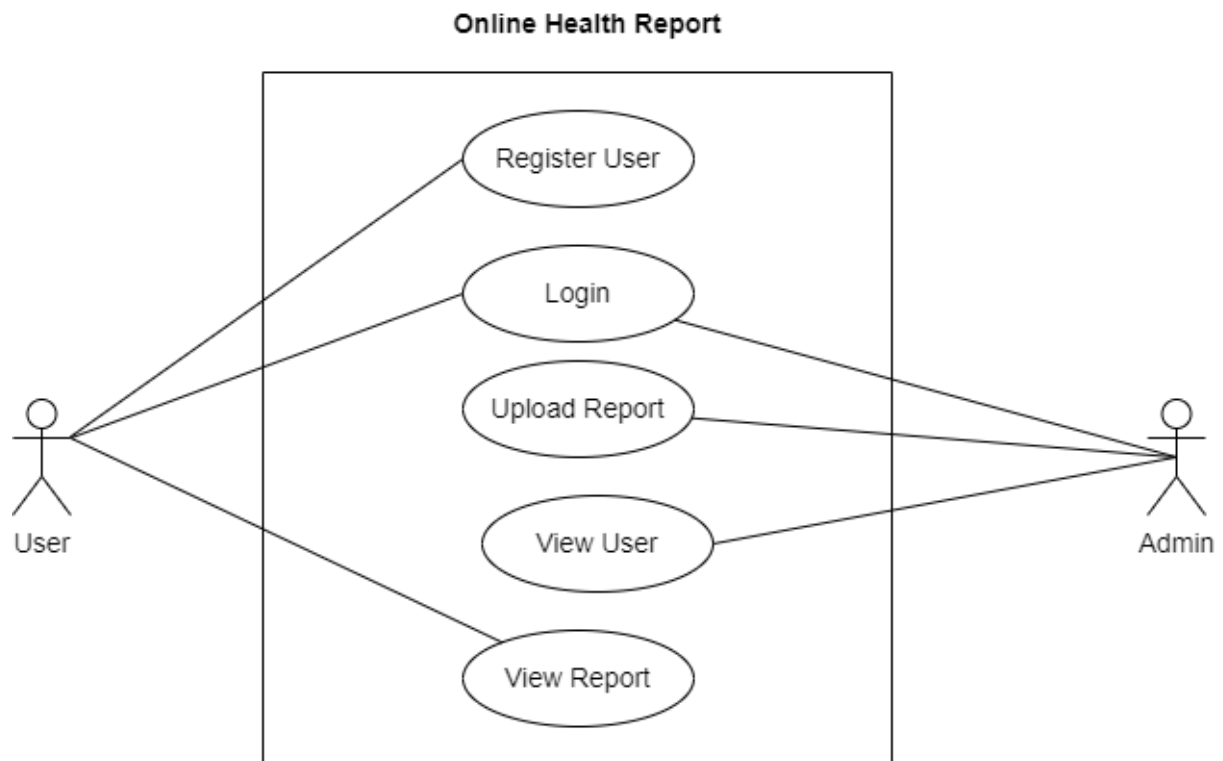 Online Health Report
Register User
Login
Upload Report
User
View User
Admin
View Report